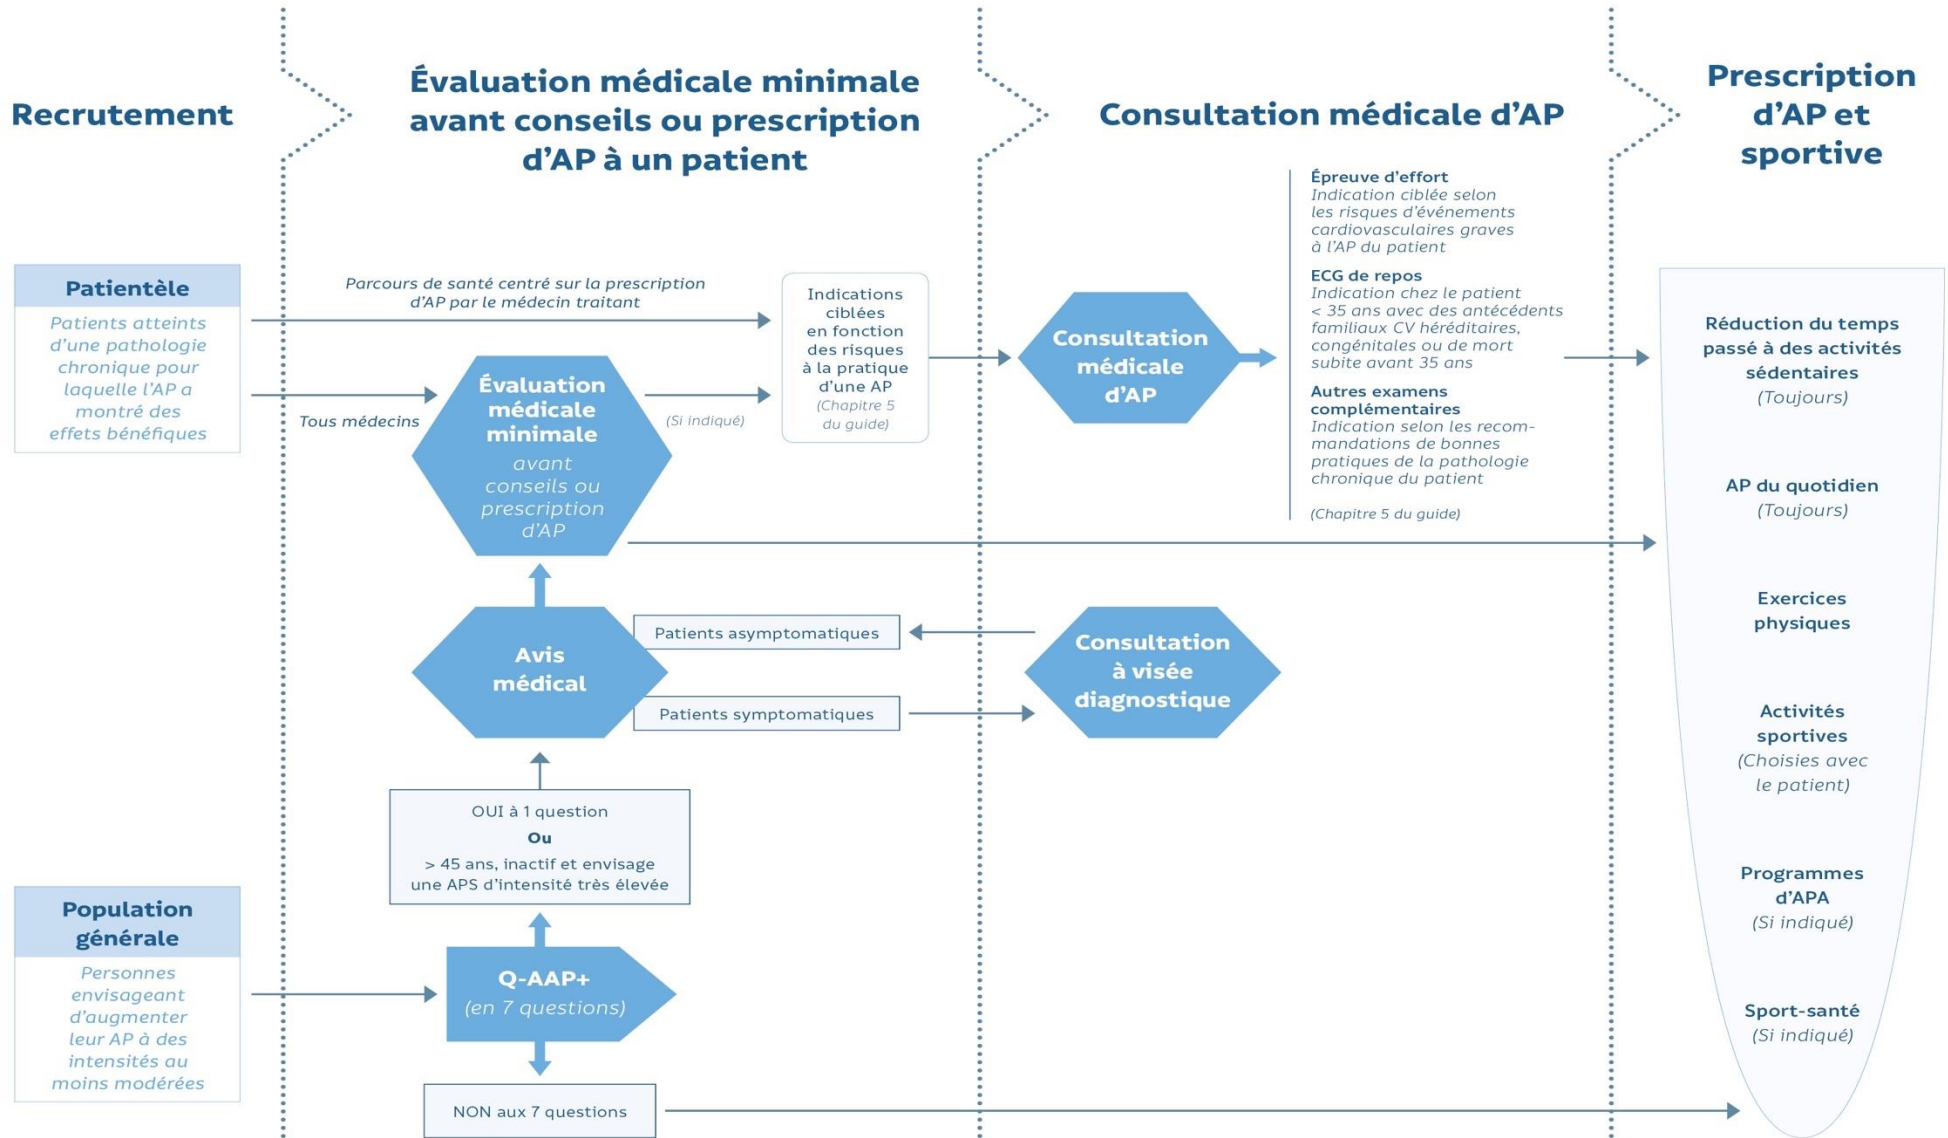 Recrutement
Évaluation médicale minimale
avant conseils ou prescription
d'AP à un patient
Consultation médicale d'AP
Prescription
d'AP et
sportive
Patientèle
Patients atteints
d'une pathologie
chronique pour
laquelle l'AP a
montré des
effets bénéfiques
Parcours de santé centré sur la prescription
d'AP par le médecin traitant
Tous médecins
Évaluation
médicale
minimale
avant
conseils ou
prescription
d'AP
(Si indiqué)
Indications
ciblées
en fonction
des risques
à la pratique
d'une AP
(Chapitre 5
du guide)
Consultation
médicale
d'AP
Épreuve d'effort
Indication ciblée selon
les risques d'événements
cardiovasculaires graves
à l'AP du patient
ECG de repos
Indication chez le patient
< 35 ans avec des antécédents
familiaux CV héréditaires,
congénitales ou de mort
subite avant 35 ans
Autres examens
complémentaires
Indication selon les recom-
mandations de bonnes
pratiques de la pathologie
chronique du patient
(Chapitre 5 du guide)
Avis
médical
Patients asymptomatiques
Patients symptomatiques
Consultation
à visée
diagnostique
OUI à 1 question
Ou
> 45 ans, inactif et envisage
une APS d'intensité très élevée
Population
générale
Personnes
envisageant
d'augmenter
leur AP à des
intensités au
moins modérées
Q-AAP+
(en 7 questions)
NON aux 7 questions
Réduction du temps
passé à des activités
sédentaires
(Toujours)
AP du quotidien
(Toujours)
Exercices
physiques
Activités
sportives
(Choisies avec
le patient)
Programmes
d'APA
(Si indiqué)
Sport-santé
(Si indiqué)